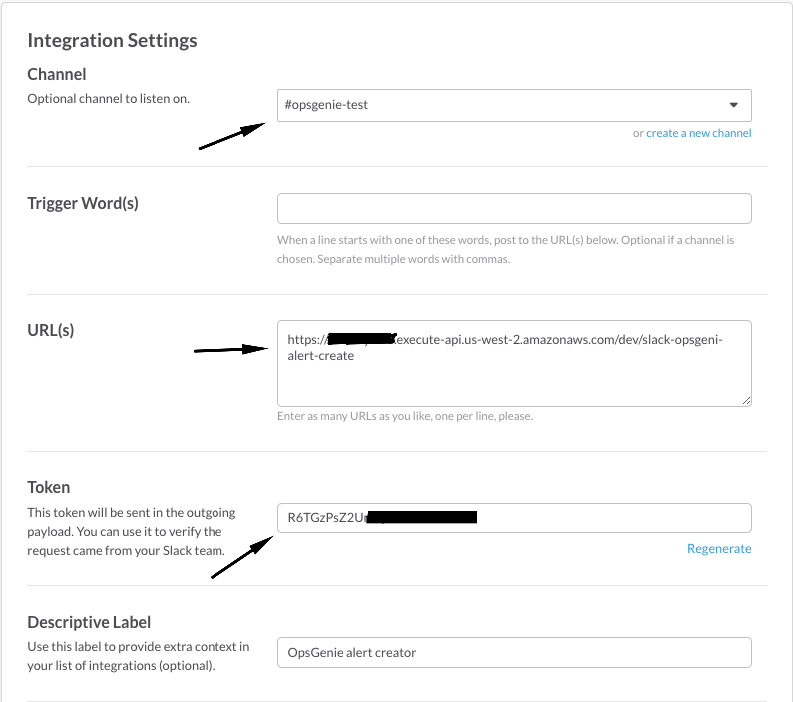 Integration Settings
Channel
Optional channel to listen on.
#opsgenie-test
or create a new channel
Trigger Word(s)
When a line starts with one of these words, post to the URL(s) below. Optional if a channel is
chosen. Separate multiple words with commas.
URL(s)
https:// .execute-api.us-west-2.amazonaws.com/dev/slack-opsgeni-
alert-create
Enter as many URLs as you like, one per line, please.
Token
This token will be sent in the outgoing
payload. You can use it to verify the
request came from your Slack team.
R6TGzPsZ2U
Regenerate
Descriptive Label
Use this label to provide extra context in
your list of integrations (optional).
OpsGenie alert creator